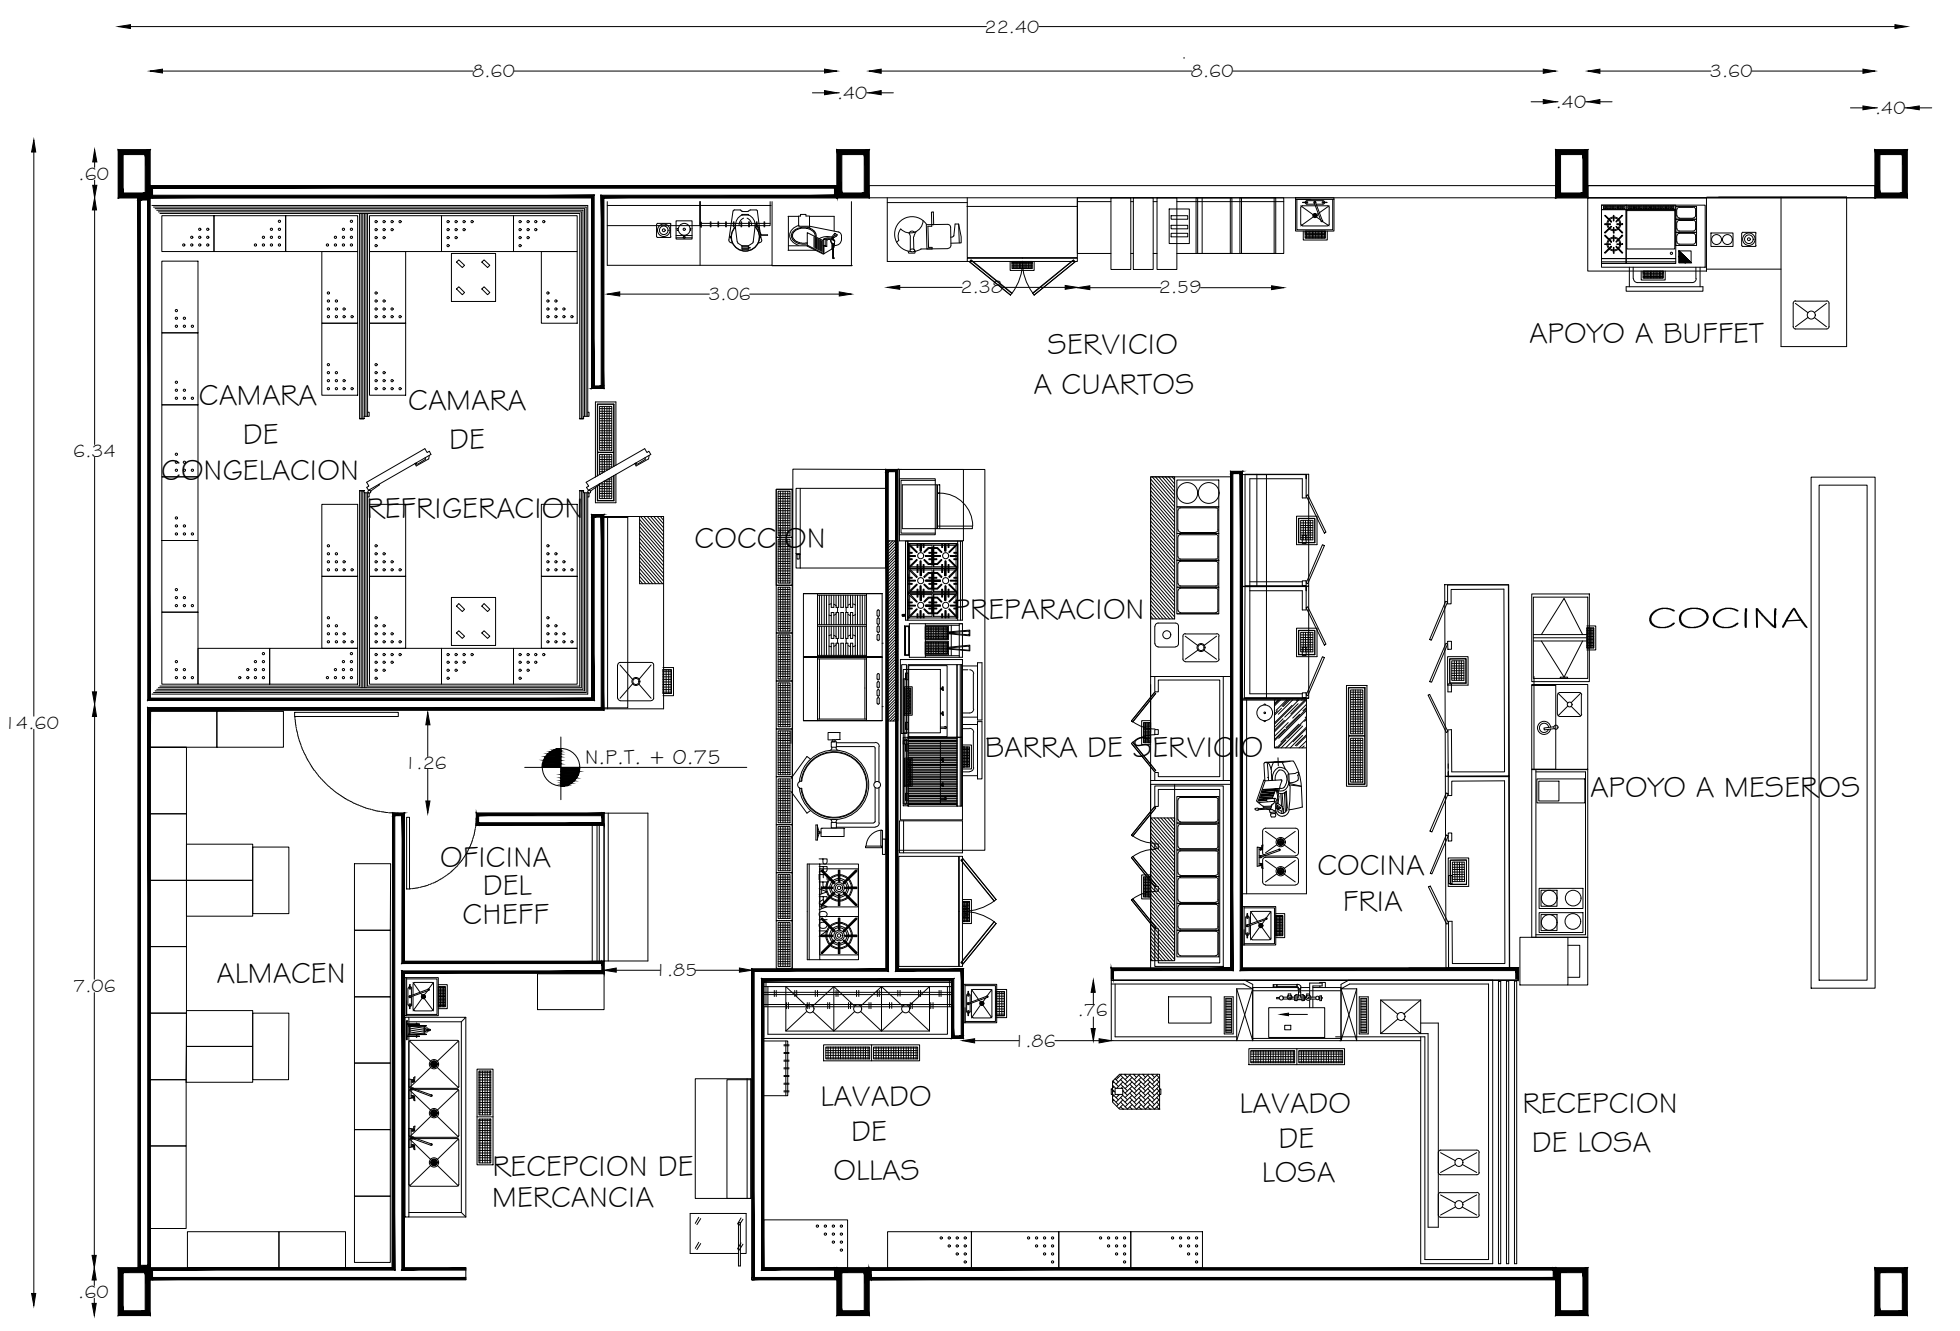 22.40
8.60
8.60
3.60
.40
.40
.40
.60
3.06
2.38
2.59
SERVICIO
A CUARTOS
APOYO A BUFFET
CAMARA
DE
CONGELACION
CAMARA
DE
REFRIGERACION
6.34
COCCION
PREPARACION
COCINA
14.60
1.26
N.P.T. + 0.75
BARRA DE SERVICIO
APOYO A MESEROS
OFICINA
DEL
CHEFF
COCINA
FRIA
ALMACEN
1.85
7.06
.76
1.86
LAVADO
DE
OLLAS
LAVADO
DE
LOSA
RECEPCION
DE LOSA
RECEPCION DE
MERCANCIA
.60